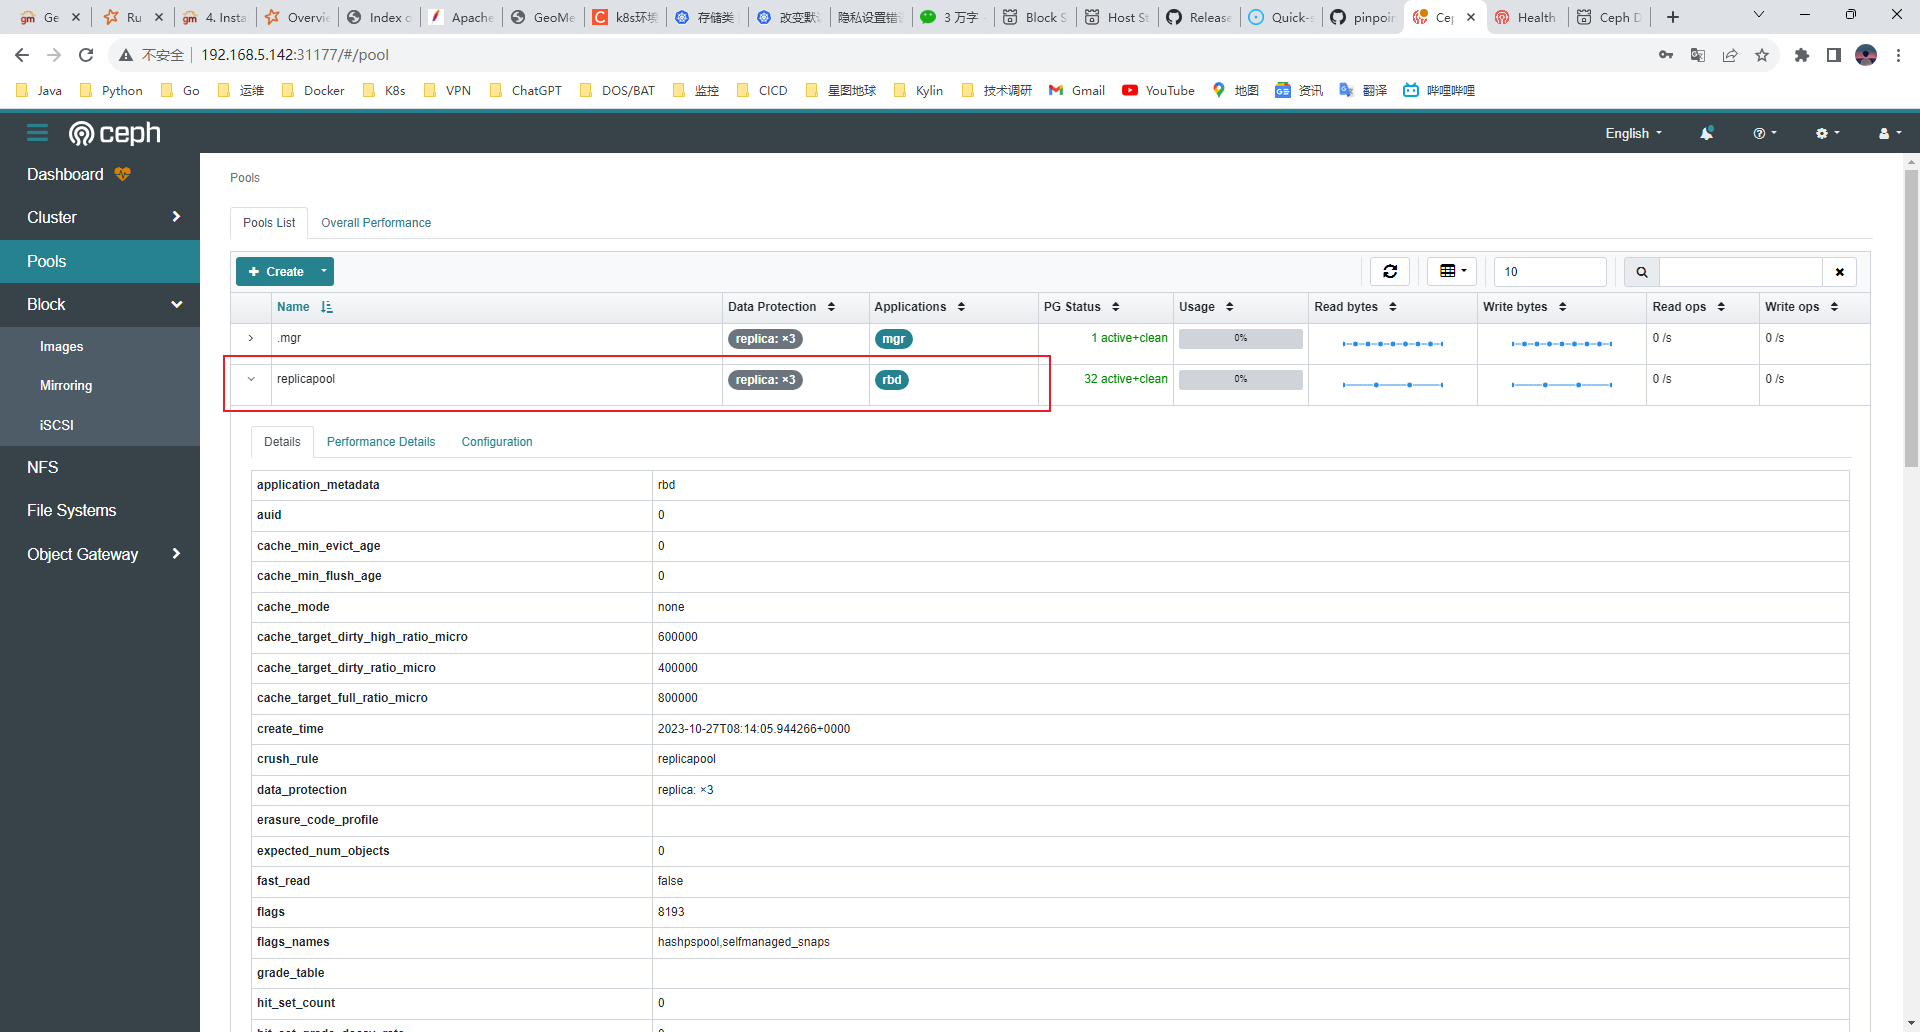 Ge
Ru
4. Insta
Overvi
Index o
Apache
GeoMe
k8s环境
存储类
改变默
隐私设置错误
3 万字
Block S
Host St
Release
Quick-s
pinpoin
Cep
Health
Ceph D
不安全 192.168.5.142:31177/#/pool
Java Python Go 运维 Docker K8s VPN ChatGPT DOS/BAT 监控 CICD 星图地球 Kylin 技术调研 Gmail YouTube 地图 资讯 翻译 哔哩哔哩
ceph
English
Dashboard
Cluster
Pools
Block
Images
Mirroring
iSCSI
NFS
File Systems
Object Gateway
Pools
Pools List Overall Performance
Create 10
Name Data Protection Applications PG Status Usage Read bytes Write bytes Read ops Write ops
.mgr replica: ×3 mgr 1 active+clean 0% 0 /s 0 /s
replicapool replica: ×3 rbd 32 active+clean 0% 0 /s 0 /s
Details Performance Details Configuration
application_metadata rbd
auid 0
cache_min_evict_age 0
cache_min_flush_age 0
cache_mode none
cache_target_dirty_high_ratio_micro 600000
cache_target_dirty_ratio_micro 400000
cache_target_full_ratio_micro 800000
create_time 2023-10-27T08:14:05.944266+0000
crush_rule replicapool
data_protection replica: ×3
erasure_code_profile
expected_num_objects 0
fast_read false
flags 8193
flags_names hashpspool,selfmanaged_snaps
grade_table
hit_set_count 0